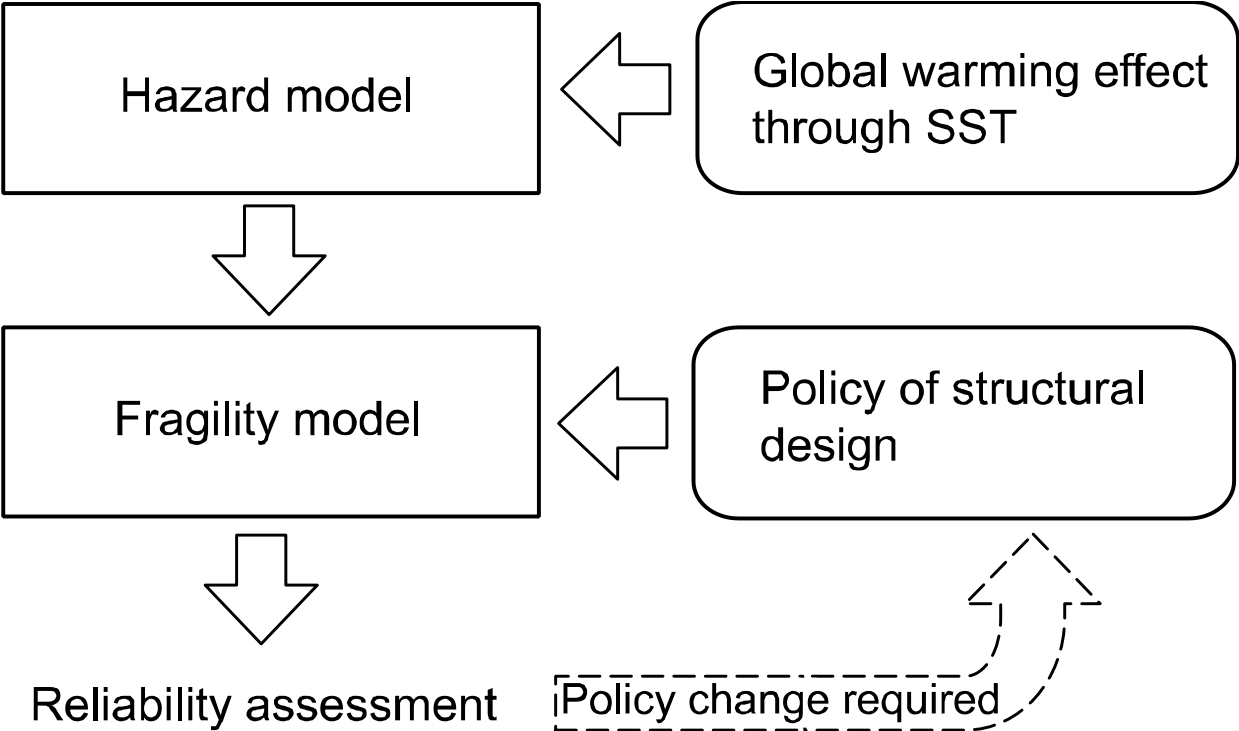 Hazard model
Global warming effect
through SST
Fragility model
Policy of structural
design
Reliability assessment
Policy change required